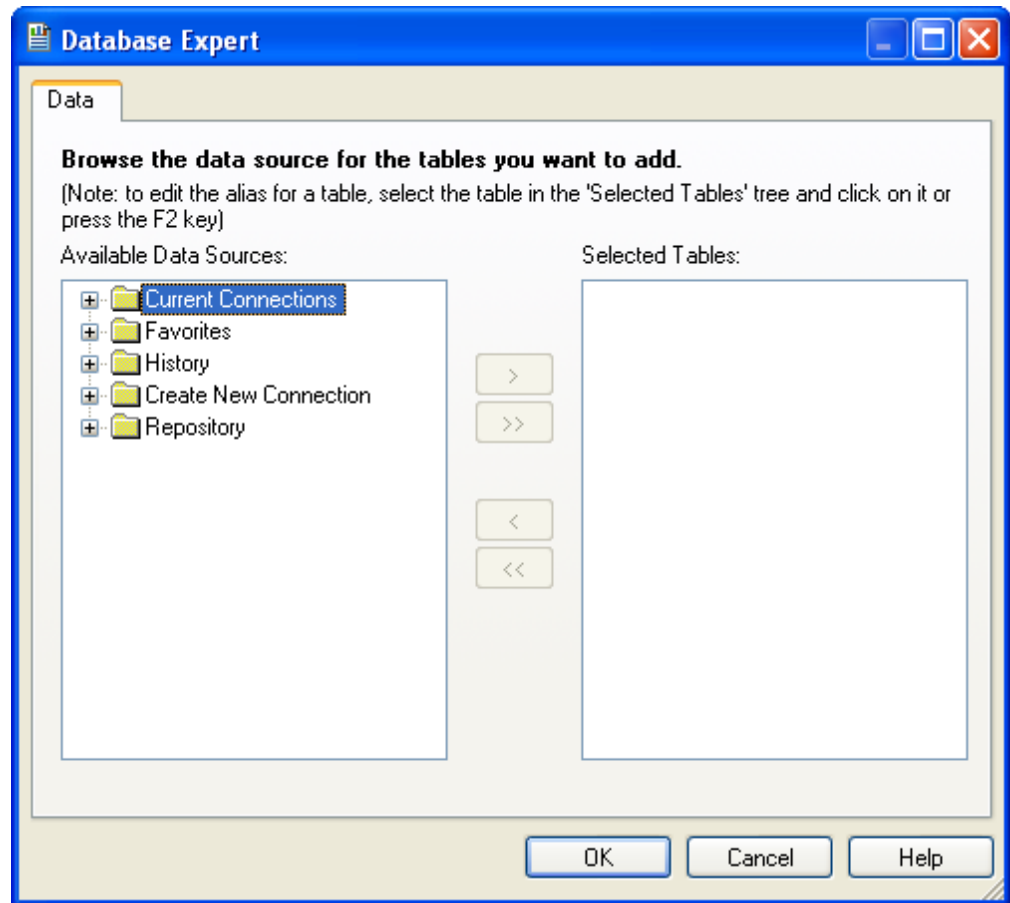 Database Expert
Data
Browse the data source for the tables you want to add.
(Note: to edit the alias for a table, select the table in the 'Selected Tables' tree and click on it or
press the F2 key)
Available Data Sources:
Selected Tables:
Current Connections
Favorites
History
Create New Connection
Repository
>
>>
<
<<
OK
Cancel
Help